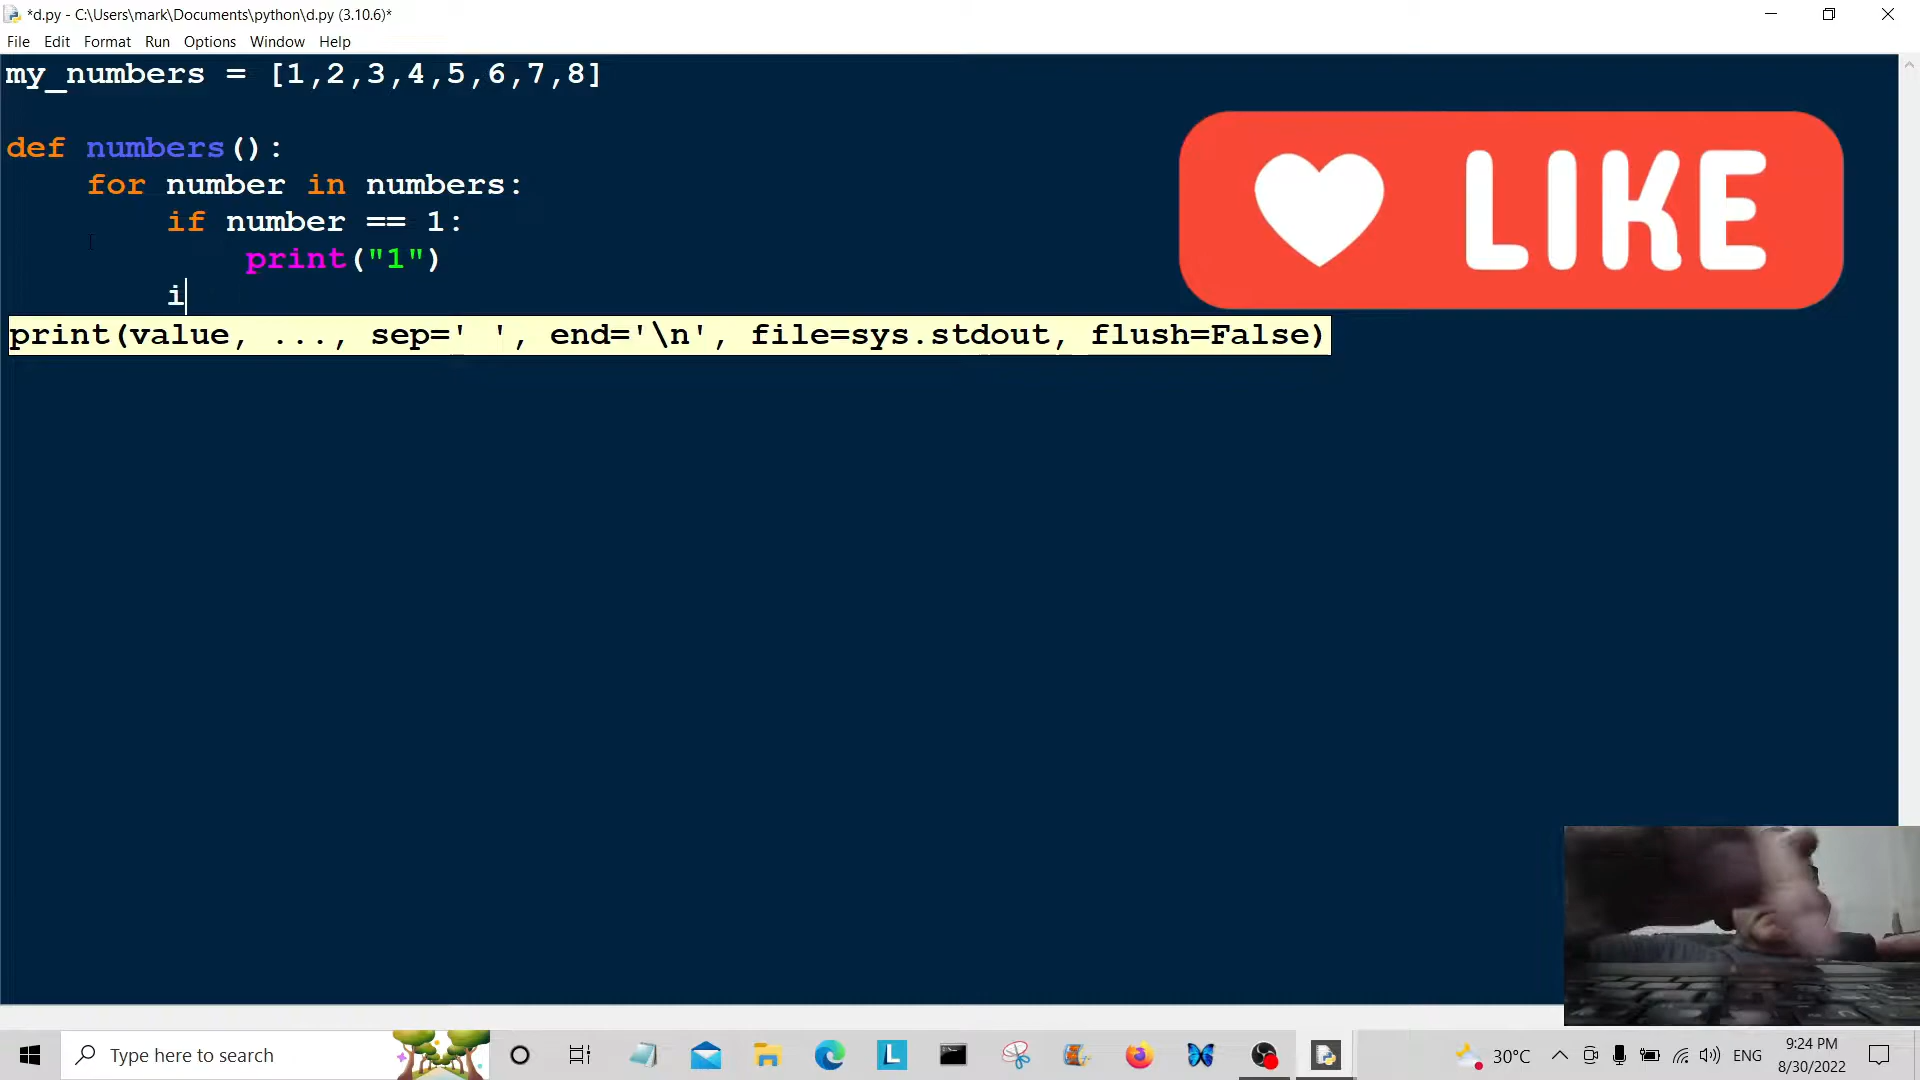 *d.py - C:\Users\mark\Documents\python\d.py (3.10.6)*
File Edit Format Run Options Window Help
my_numbers = [1,2,3,4,5,6,7,8]
def numbers():
    for number in numbers:
        if number == 1:
            print("1")
        i
print(value, ..., sep=' ', end='\n', file=sys.stdout, flush=False)
LIKE
Type here to search
L
30°C
ENG
9:24 PM
8/30/2022